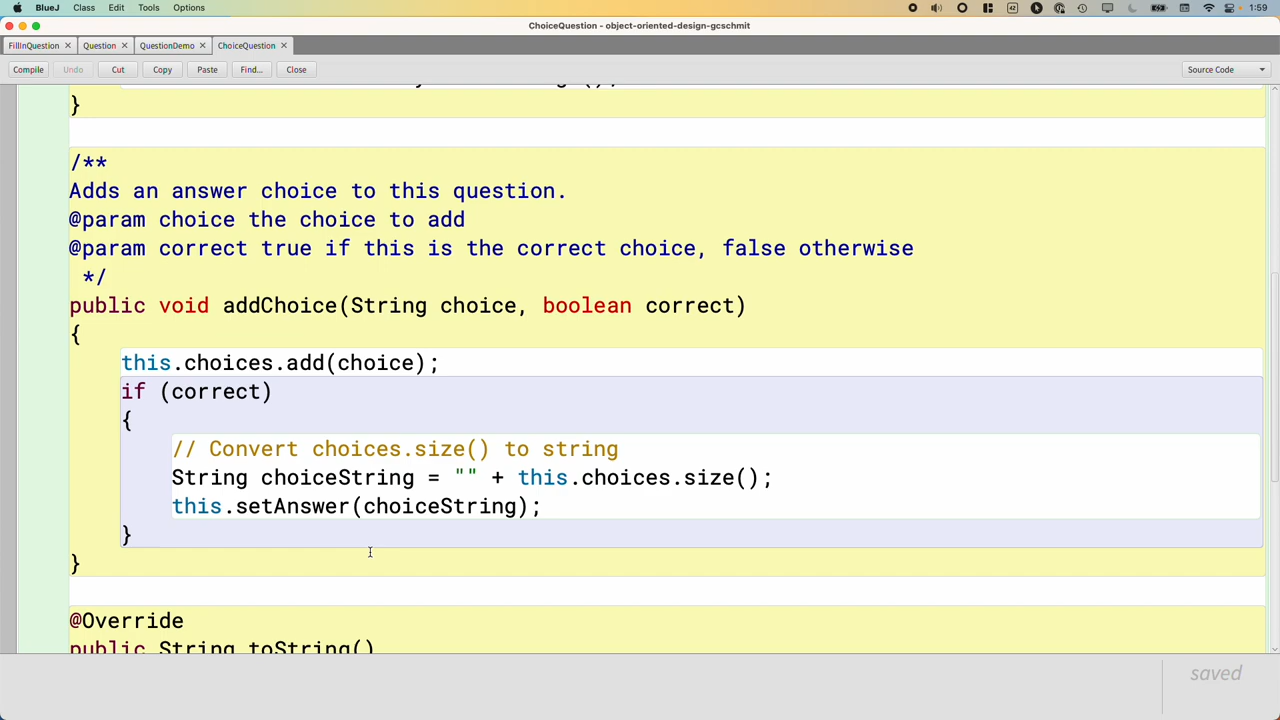 BlueJ Class Edit Tools Options 42 1:59
ChoiceQuestion - object-oriented-design-gcschmit
FillInQuestion × Question × QuestionDemo × ChoiceQuestion ×
Compile Undo Cut Copy Paste Find... Close Source Code
}
/**
Adds an answer choice to this question.
@param choice the choice to add
@param correct true if this is the correct choice, false otherwise
*/
public void addChoice(String choice, boolean correct)
{
this.choices.add(choice);
if (correct)
{
// Convert choices.size() to string
String choiceString = "" + this.choices.size();
this.setAnswer(choiceString);
}
}
@Override
public String toString()
saved